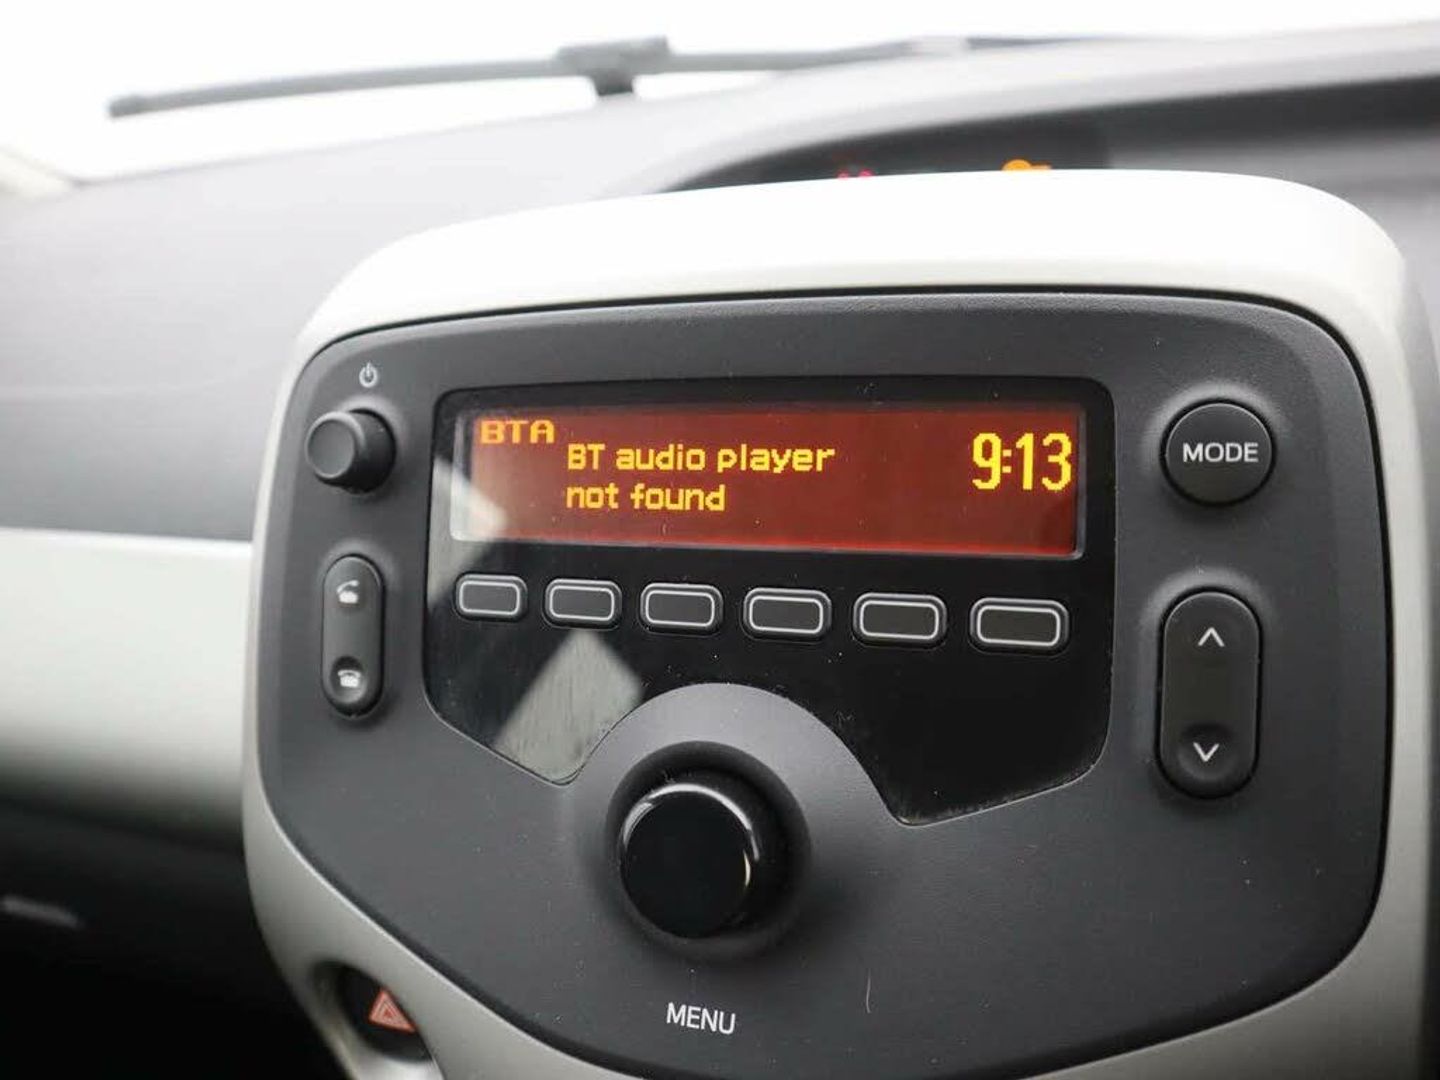 BTA
BT audio player
not found
9:13
MODE
MENU